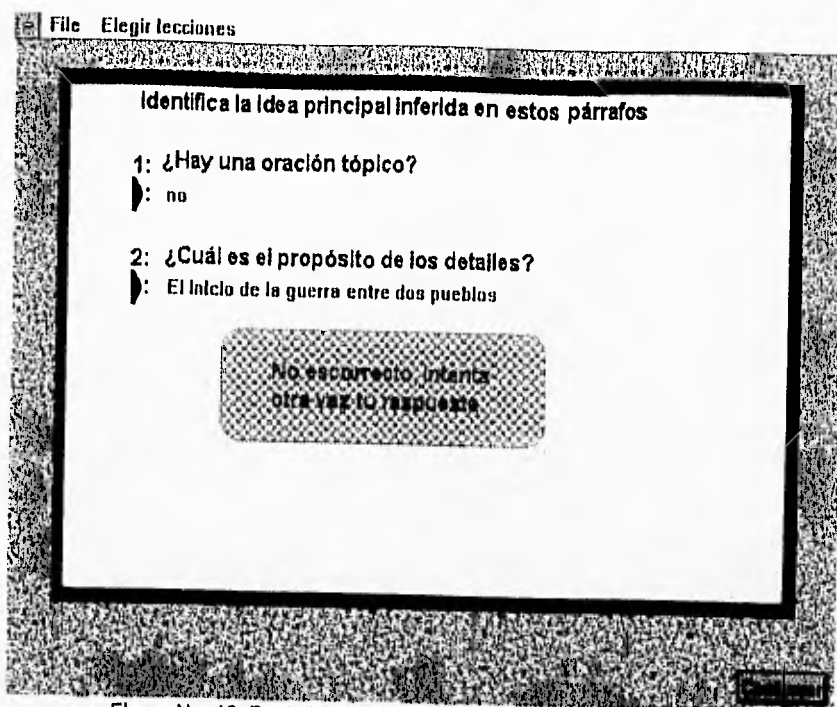 File Elegir lecciones
Identifica la idea principal inferida en estos párrafos
1: ¿Hay una oración tópico?
: no
2: ¿Cuál es el propósito de los detalles?
: El inicio de la guerra entre dos pueblos
No es correcto, intenta
otra vez tu respuesta